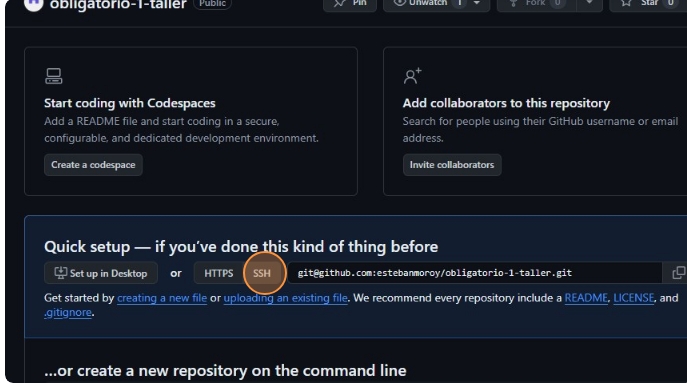 obligatorio-1-taller Public Pin Unwatch 1 Fork 0 Star 0
Start coding with Codespaces
Add a README file and start coding in a secure,
configurable, and dedicated development environment.
Create a codespace
Add collaborators to this repository
Search for people using their GitHub username or email
address.
Invite collaborators
Quick setup — if you've done this kind of thing before
Set up in Desktop or HTTPS SSH git@github.com:estebanmoroy/obligatorio-1-taller.git
Get started by creating a new file or uploading an existing file. We recommend every repository include a README, LICENSE, and
.gitignore.
...or create a new repository on the command line